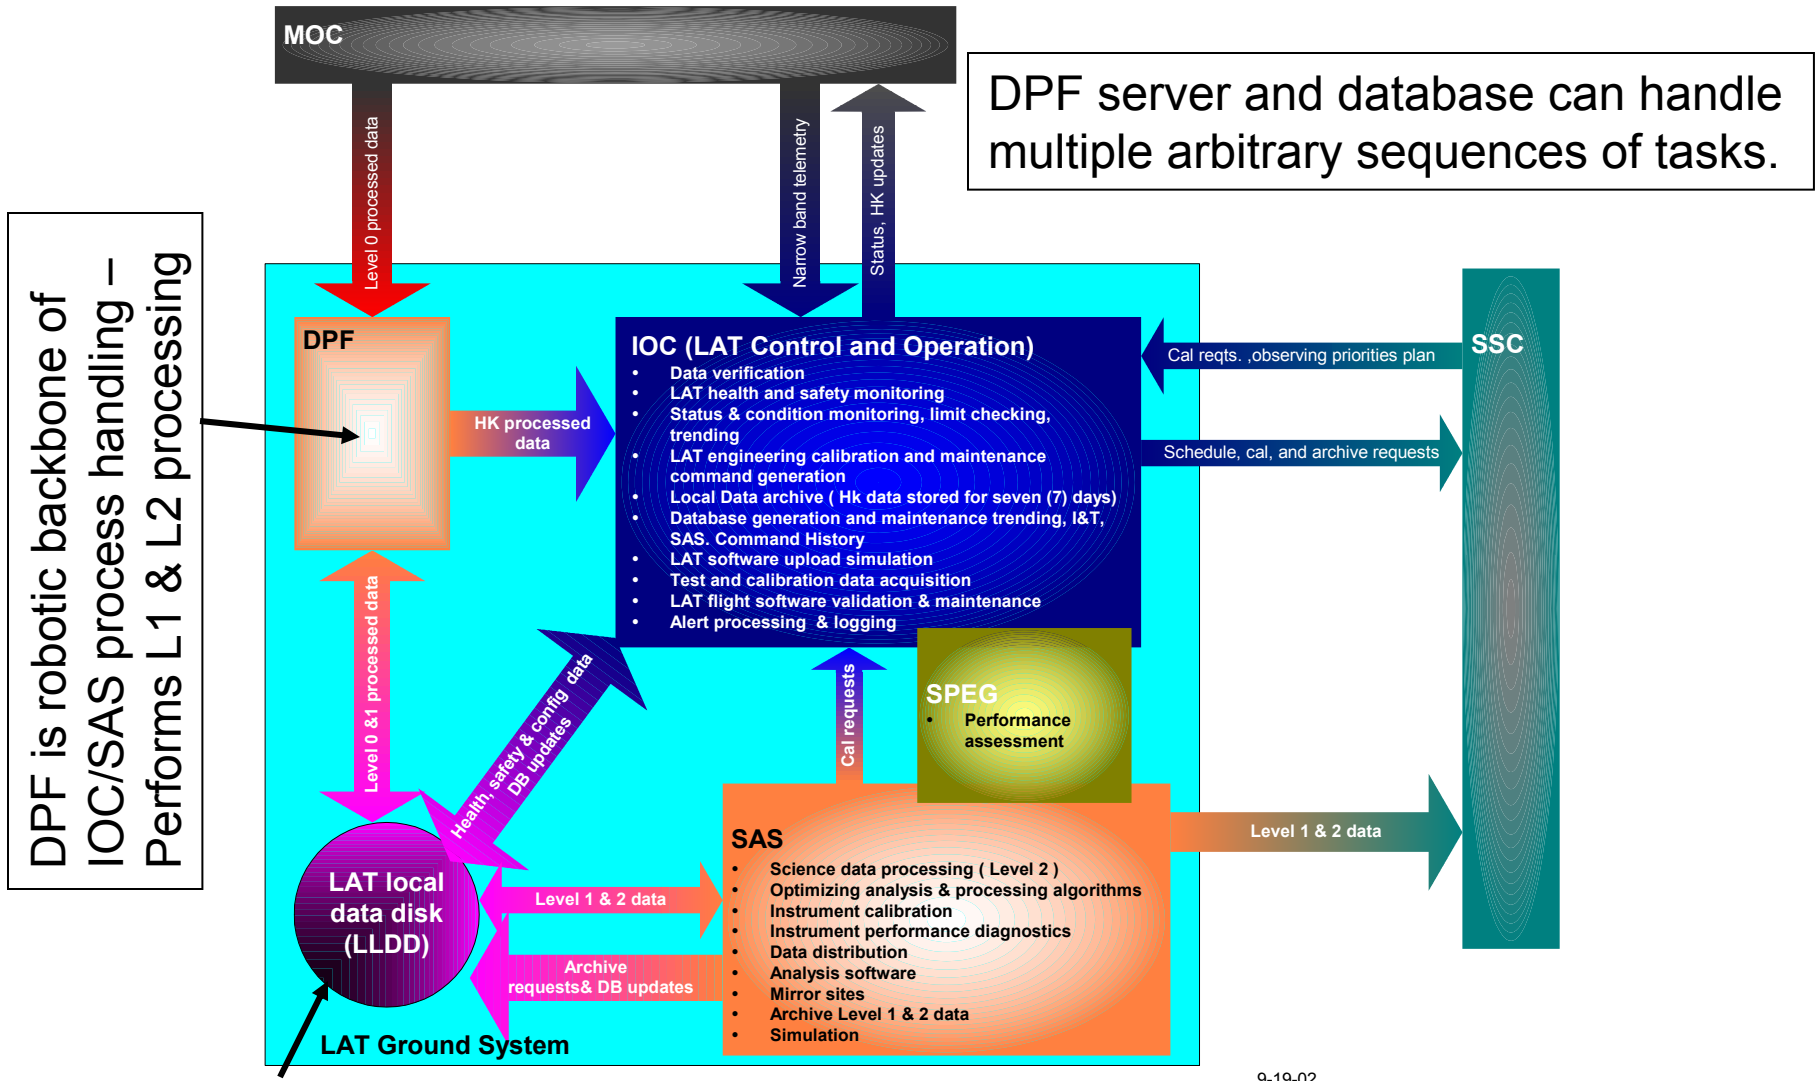 MOC
DPF server and database can handle
multiple arbitrary sequences of tasks.
Level 0 processed data
Narrow band telemetry
Status, HK updates
DPF is robotic backbone of
IOC/SAS process handling –
Performs L1 & L2 processing
DPF
HK processed
data
IOC (LAT Control and Operation)
• Data verification
• LAT health and safety monitoring
• Status & condition monitoring, limit checking,
trending
• LAT engineering calibration and maintenance
command generation
• Local Data archive ( Hk data stored for seven (7) days)
• Database generation and maintenance trending, I&T,
SAS. Command History
• LAT software upload simulation
• Test and calibration data acquisition
• LAT flight software validation & maintenance
• Alert processing & logging
Cal reqts. ,observing priorities plan
Schedule, cal, and archive requests
SSC
Level 0 &1 processed data
Health, safety & config data
DB updates
Cal requests
SPEG
• Performance
assessment
LAT local
data disk
(LLDD)
Level 1 & 2 data
Archive
requests& DB updates
SAS
• Science data processing ( Level 2 )
• Optimizing analysis & processing algorithms
• Instrument calibration
• Instrument performance diagnostics
• Data distribution
• Analysis software
• Mirror sites
• Archive Level 1 & 2 data
• Simulation
Level 1 & 2 data
LAT Ground System
9-19-02